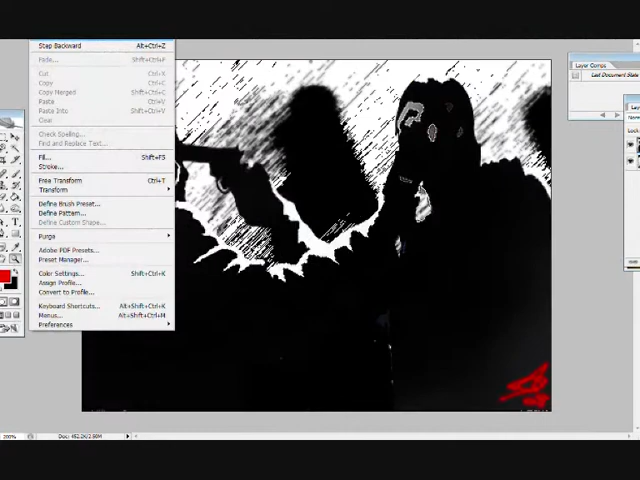 Step Backward Alt+Ctrl+Z
Fade... Shift+Ctrl+F
Cut Ctrl+X
Copy Ctrl+C
Copy Merged Shift+Ctrl+C
Paste Ctrl+V
Paste Into Shift+Ctrl+V
Clear
Check Spelling...
Find and Replace Text...
Fill... Shift+F5
Stroke...
Free Transform Ctrl+T
Transform
Define Brush Preset...
Define Pattern...
Define Custom Shape...
Purge
Adobe PDF Presets...
Preset Manager...
Color Settings... Shift+Ctrl+K
Assign Profile...
Convert to Profile...
Keyboard Shortcuts... Alt+Shift+Ctrl+K
Menus... Alt+Shift+Ctrl+M
Preferences
Layer Comps
Last Document State
200%